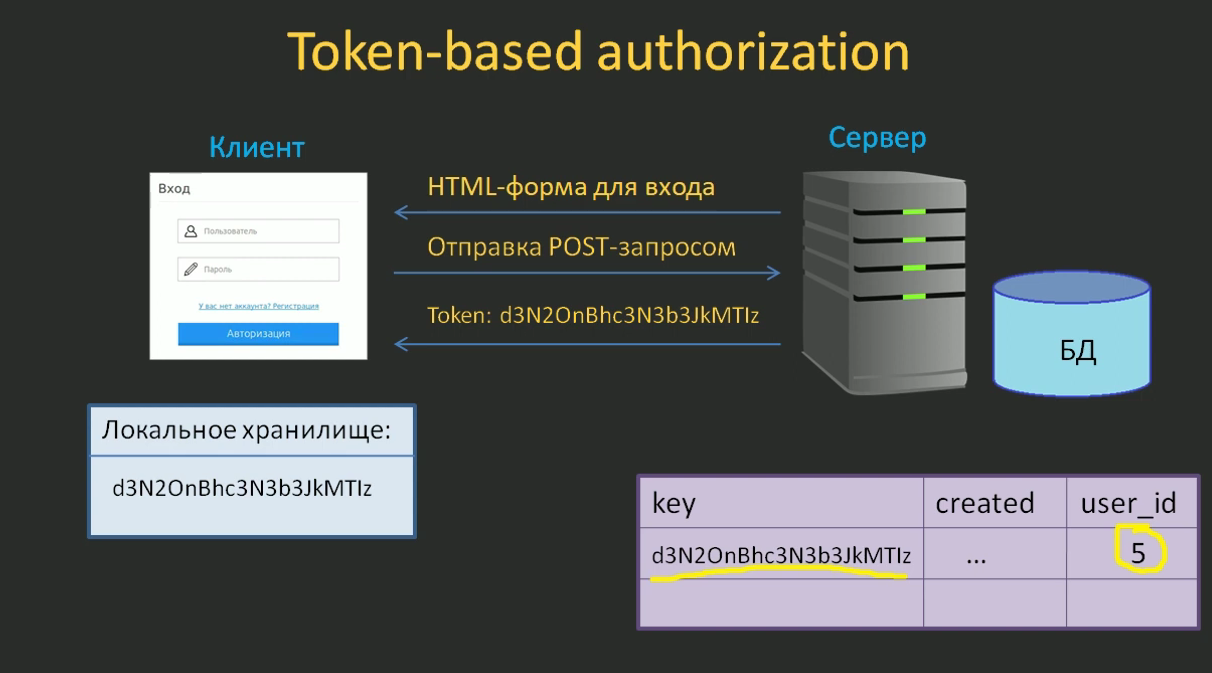 Token-based authorization
Клиент
Сервер
Вход
Пользователь
Пароль
У вас нет аккаунта? Регистрация
Авторизация
HTML-форма для входа
Отправка POST-запросом
Token: d3N2OnBhc3N3b3JkMTIz
БД
Локальное хранилище:
d3N2OnBhc3N3b3JkMTIz
key created user_id
d3N2OnBhc3N3b3JkMTIz ... 5